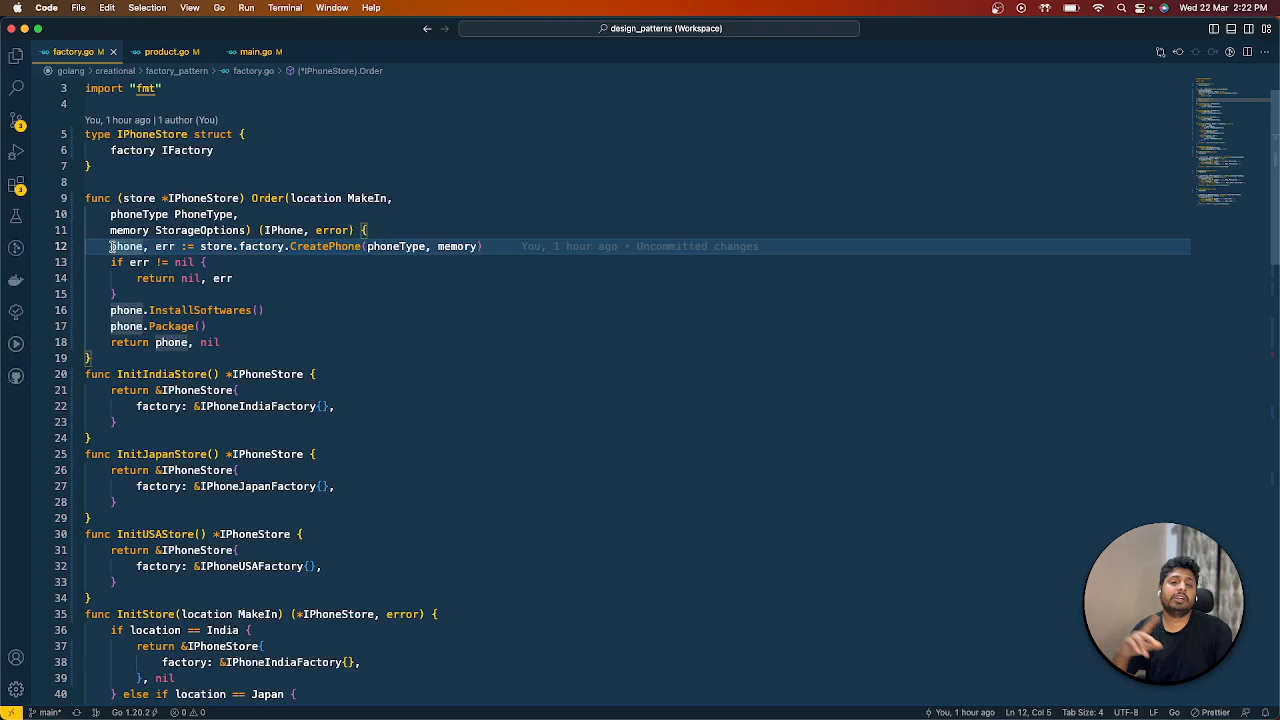 Code File Edit Selection View Go Run Terminal Window Help Wed 22 Mar 2:22 PM
design_patterns (Workspace)
factory.go product.go main.go
golang > creational > factory_pattern > factory.go > (*IPhoneStore).Order
3 import "fmt"
4
You, 1 hour ago | 1 author (You)
5 type IPhoneStore struct {
6 factory IFactory
7 }
8
9 func (store *IPhoneStore) Order(location MakeIn,
10 phoneType PhoneType,
11 memory StorageOptions) (IPhone, error) {
12 phone, err := store.factory.CreatePhone(phoneType, memory) You, 1 hour ago • Uncommitted changes
13 if err != nil {
14 return nil, err
15 }
16 phone.InstallSoftwares()
17 phone.Package()
18 return phone, nil
19 }
20 func InitIndiaStore() *IPhoneStore {
21 return &IPhoneStore{
22 factory: &IPhoneIndiaFactory{},
23 }
24 }
25 func InitJapanStore() *IPhoneStore {
26 return &IPhoneStore{
27 factory: &IPhoneJapanFactory{},
28 }
29 }
30 func InitUSAStore() *IPhoneStore {
31 return &IPhoneStore{
32 factory: &IPhoneUSAFactory{},
33 }
34 }
35 func InitStore(location MakeIn) (*IPhoneStore, error) {
36 if location == India {
37 return &IPhoneStore{
38 factory: &IPhoneIndiaFactory{},
39 }, nil
40 } else if location == Japan {
3
3
main* Go 1.20.2 0 0 You, 1 hour ago Ln 12, Col 5 Tab Size: 4 UTF-8 LF Go Prettier